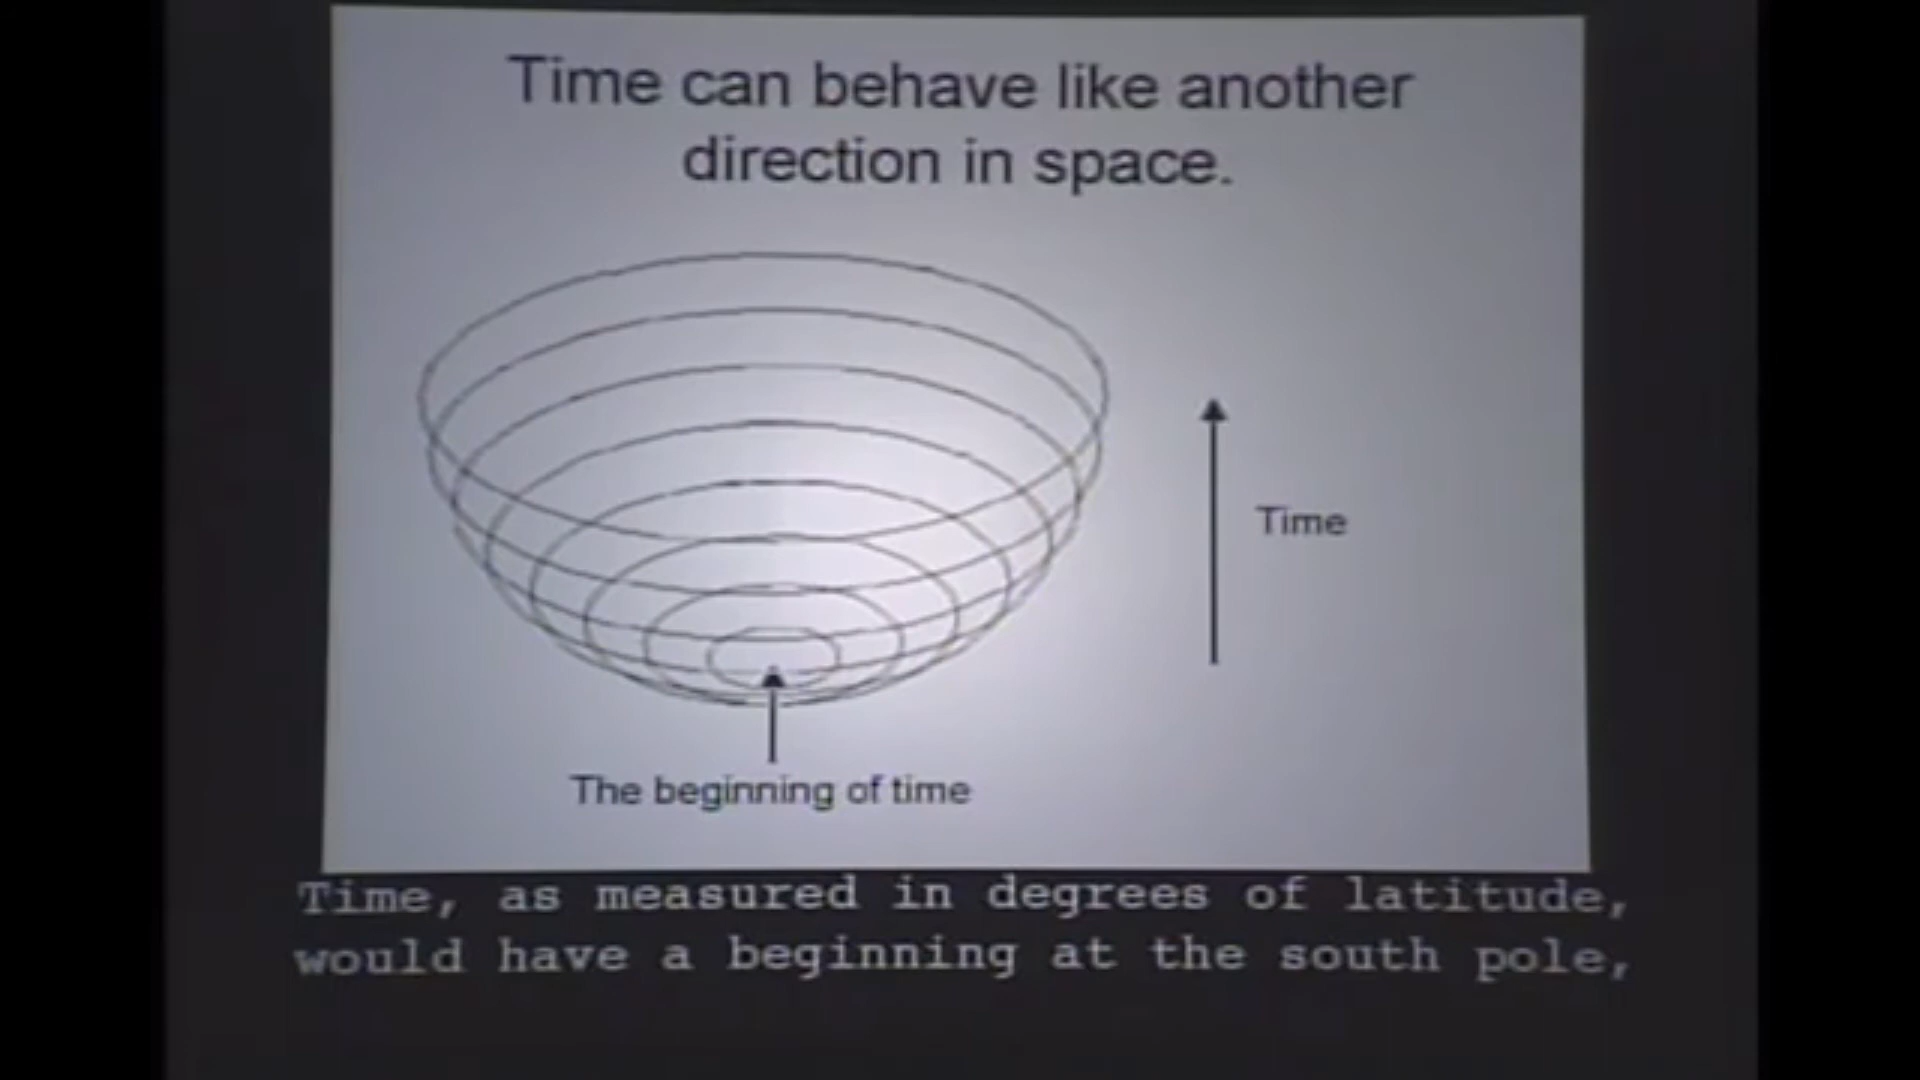 Time can behave like another
direction in space.
Time
The beginning of time
Time, as measured in degrees of latitude,
would have a beginning at the south pole,